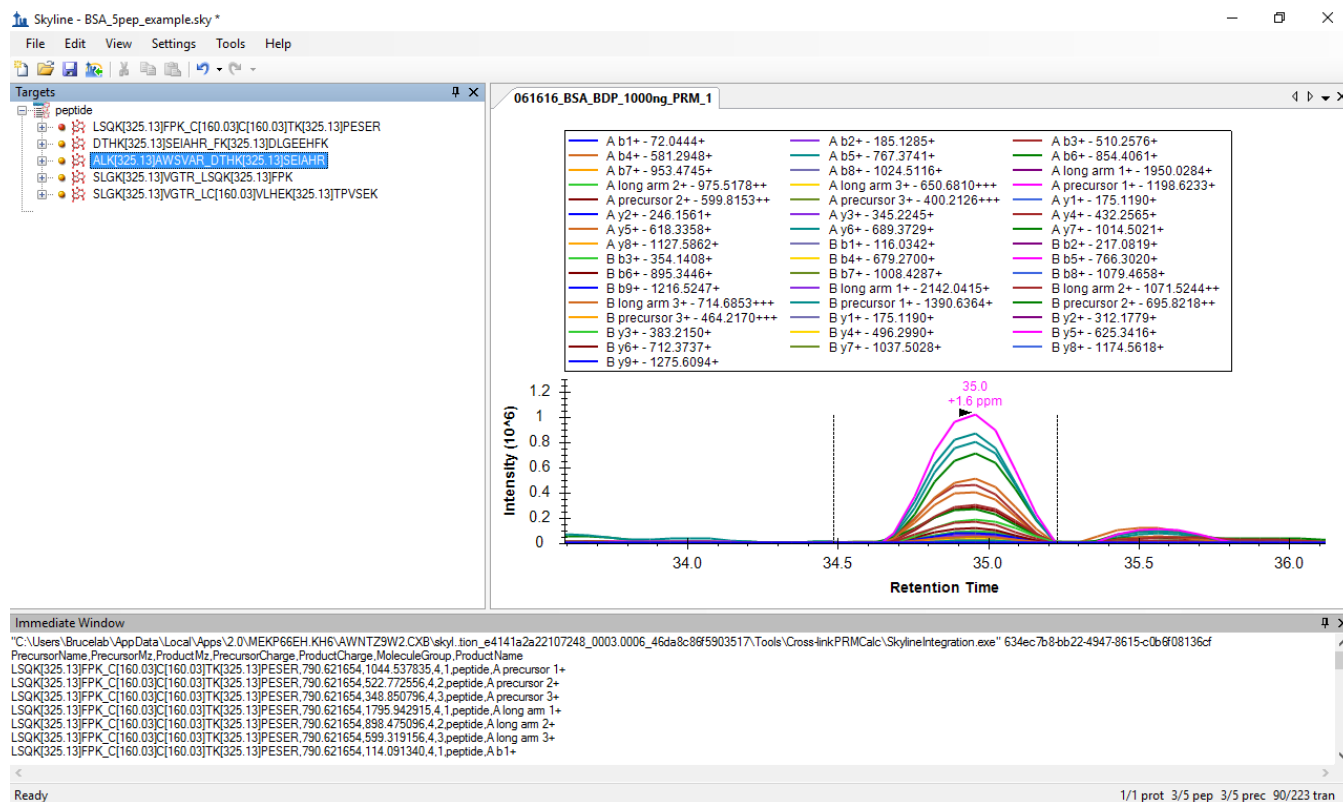 Skyline - BSA_5pep_example.sky *
File Edit View Settings Tools Help
Targets
peptide
LSQK[325.13]FPK_C[160.03]C[160.03]TK[325.13]PESER
DTHK[325.13]SEIAHR_FK[325.13]DLGEEHFK
ALK[325.13]AWSVAR_DTHK[325.13]SEIAHR
SLGK[325.13]VGTR_LSQK[325.13]FPK
SLGK[325.13]VGTR_LC[160.03]VLHEK[325.13]TPVSEK
061616_BSA_BDP_1000ng_PRM_1
A b1+ - 72.0444+ A b2+ - 185.1285+ A b3+ - 510.2576+
A b4+ - 581.2948+ A b5+ - 767.3741+ A b6+ - 854.4061+
A b7+ - 953.4745+ A b8+ - 1024.5116+ A long arm 1+ - 1950.0284+
A long arm 2+ - 975.5178++ A long arm 3+ - 650.6810+++ A precursor 1+ - 1198.6233+
A precursor 2+ - 599.8153++ A precursor 3+ - 400.2126+++ A y1+ - 175.1190+
A y2+ - 246.1561+ A y3+ - 345.2245+ A y4+ - 432.2565+
A y5+ - 618.3358+ A y6+ - 689.3729+ A y7+ - 1014.5021+
A y8+ - 1127.5862+ B b1+ - 116.0342+ B b2+ - 217.0819+
B b3+ - 354.1408+ B b4+ - 679.2700+ B b5+ - 766.3020+
B b6+ - 895.3446+ B b7+ - 1008.4287+ B b8+ - 1079.4658+
B b9+ - 1216.5247+ B long arm 1+ - 2142.0415+ B long arm 2+ - 1071.5244++
B long arm 3+ - 714.6853+++ B precursor 1+ - 1390.6364+ B precursor 2+ - 695.8218++
B precursor 3+ - 464.2170+++ B y1+ - 175.1190+ B y2+ - 312.1779+
B y3+ - 383.2150+ B y4+ - 496.2990+ B y5+ - 625.3416+
B y6+ - 712.3737+ B y7+ - 1037.5028+ B y8+ - 1174.5618+
B y9+ - 1275.6094+
35.0
+1.6 ppm
Intensity (10^6)
1.2
1
0.8
0.6
0.4
0.2
0
34.0 34.5 35.0 35.5 36.0
Retention Time
Immediate Window
"C:\Users\Brucelab\AppData\Local\Apps\2.0\MEKP66EH.KH6\AWNTZ9W2.CXB\skyl..tion_e4141a2a22107248_0003.0006_46da8c86f5903517\Tools\Cross-linkPRMCalc\SkylineIntegration.exe" 634ec7b8-bb22-4947-8615-c0b6f08136cf
PrecursorName,PrecursorMz,ProductMz,PrecursorCharge,ProductCharge,MoleculeGroup,ProductName
LSQK[325.13]FPK_C[160.03]C[160.03]TK[325.13]PESER,790.621654,1044.537835,4,1,peptide,A precursor 1+
LSQK[325.13]FPK_C[160.03]C[160.03]TK[325.13]PESER,790.621654,522.772556,4,2,peptide,A precursor 2+
LSQK[325.13]FPK_C[160.03]C[160.03]TK[325.13]PESER,790.621654,348.850796,4,3,peptide,A precursor 3+
LSQK[325.13]FPK_C[160.03]C[160.03]TK[325.13]PESER,790.621654,1795.942915,4,1,peptide,A long arm 1+
LSQK[325.13]FPK_C[160.03]C[160.03]TK[325.13]PESER,790.621654,898.475096,4,2,peptide,A long arm 2+
LSQK[325.13]FPK_C[160.03]C[160.03]TK[325.13]PESER,790.621654,599.319156,4,3,peptide,A long arm 3+
LSQK[325.13]FPK_C[160.03]C[160.03]TK[325.13]PESER,790.621654,114.091340,4,1,peptide,A b1+
Ready
1/1 prot 3/5 pep 3/5 prec 90/223 tran